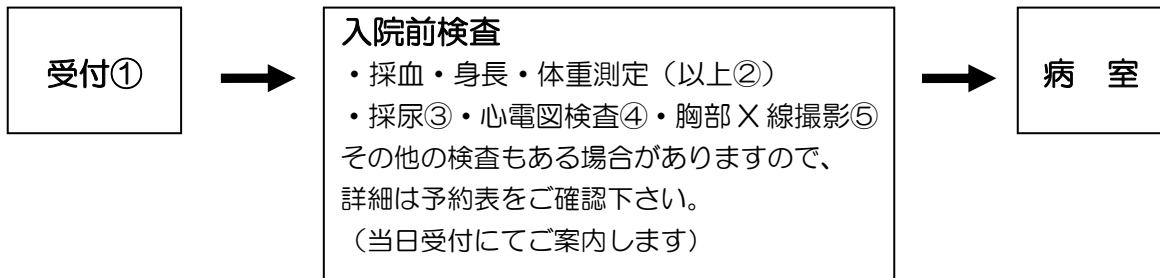 受付①
入院前検査
・採血・身長・体重測定（以上②）
・採尿③・心電図検査④・胸部X線撮影⑤
その他の検査もある場合がありますので、
詳細は予約表をご確認下さい。
（当日受付にてご案内します）
病　室